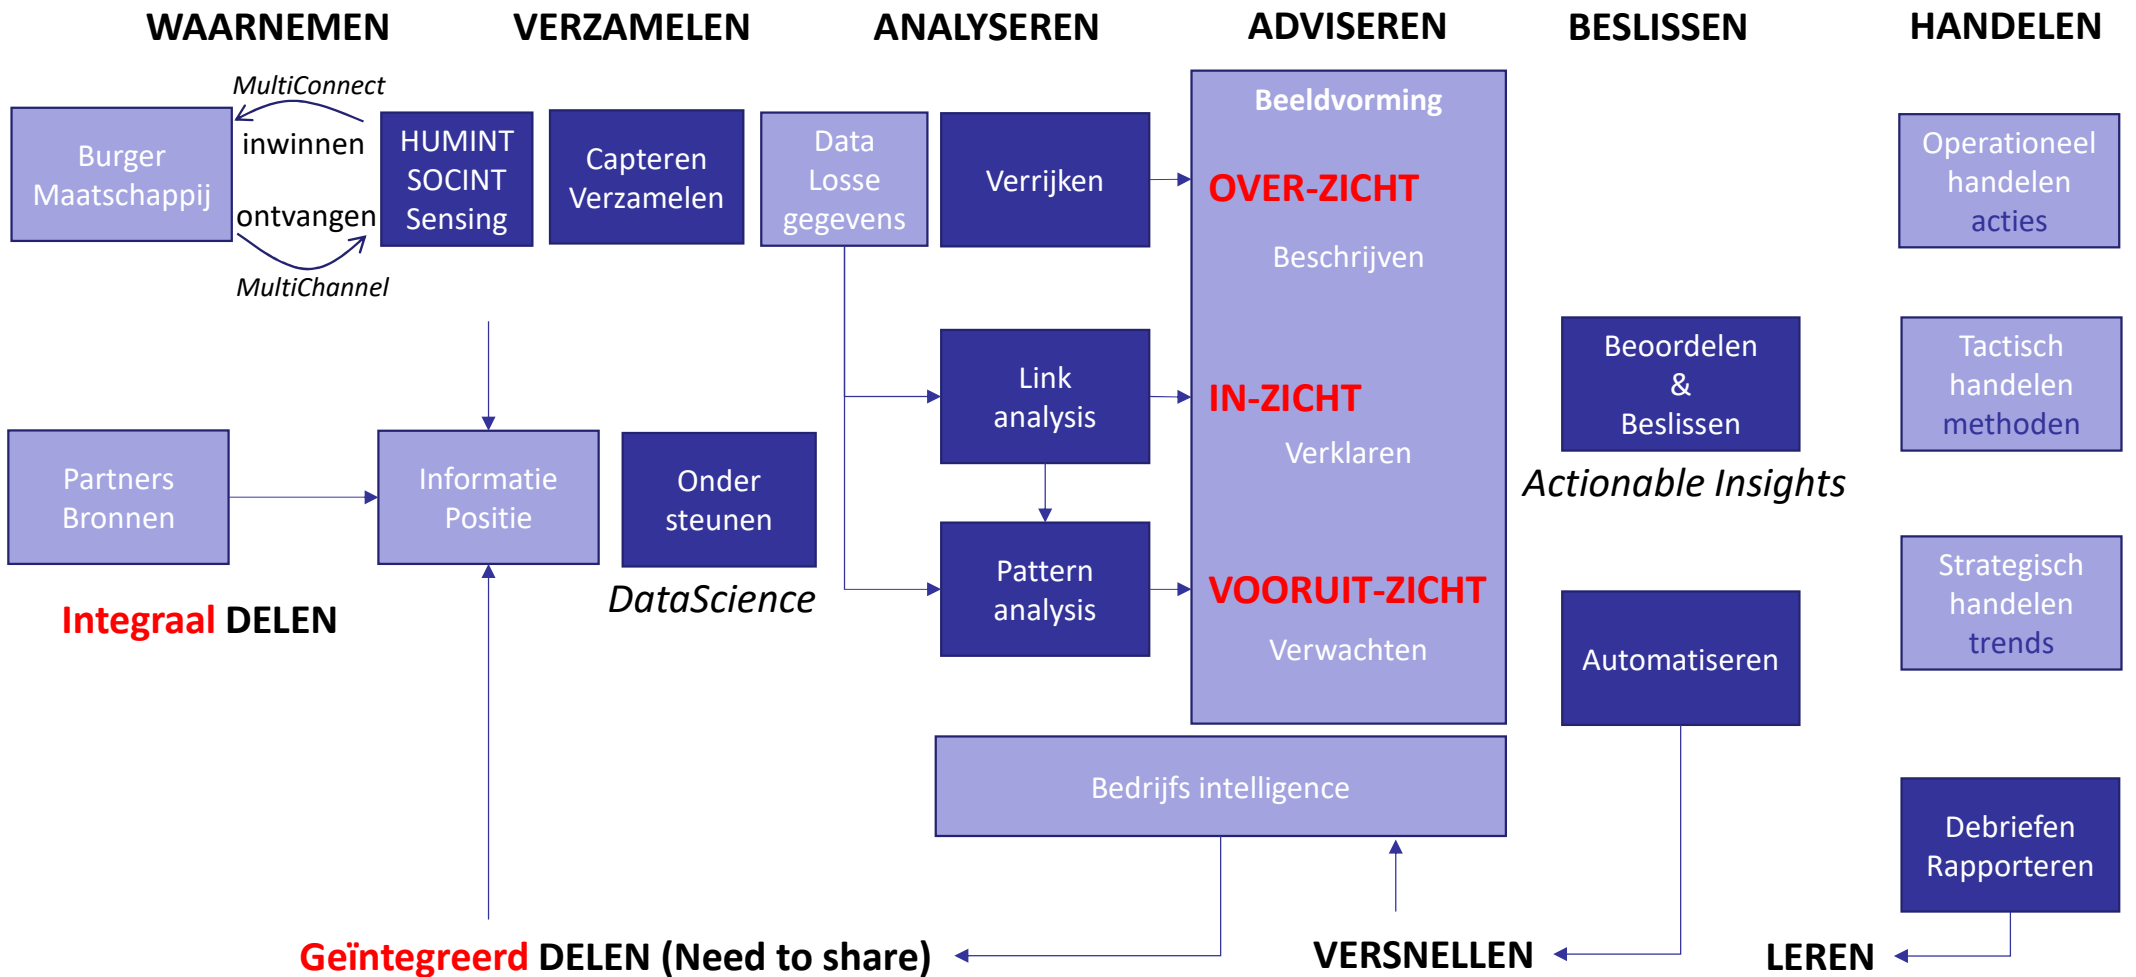 WAARNEMEN
VERZAMELEN
ANALYSEREN
ADVISEREN
BESLISSEN
HANDELEN
Burger
Maatschappij
MultiConnect
inwinnen
ontvangen
MultiChannel
HUMINT
SOCINT
Sensing
Capteren
Verzamelen
Data
Losse
gegevens
Verrijken
Beeldvorming
OVER-ZICHT
Beschrijven
Operationeel
handelen
acties
Link
analysis
IN-ZICHT
Verklaren
Beoordelen
&
Beslissen
Actionable Insights
Tactisch
handelen
methoden
Partners
Bronnen
Informatie
Positie
Onder
steunen
DataScience
Integraal DELEN
Pattern
analysis
VOORUIT-ZICHT
Verwachten
Automatiseren
Strategisch
handelen
trends
Bedrijfs intelligence
Debriefen
Rapporteren
Geïntegreerd DELEN (Need to share)
VERSNELLEN
LEREN